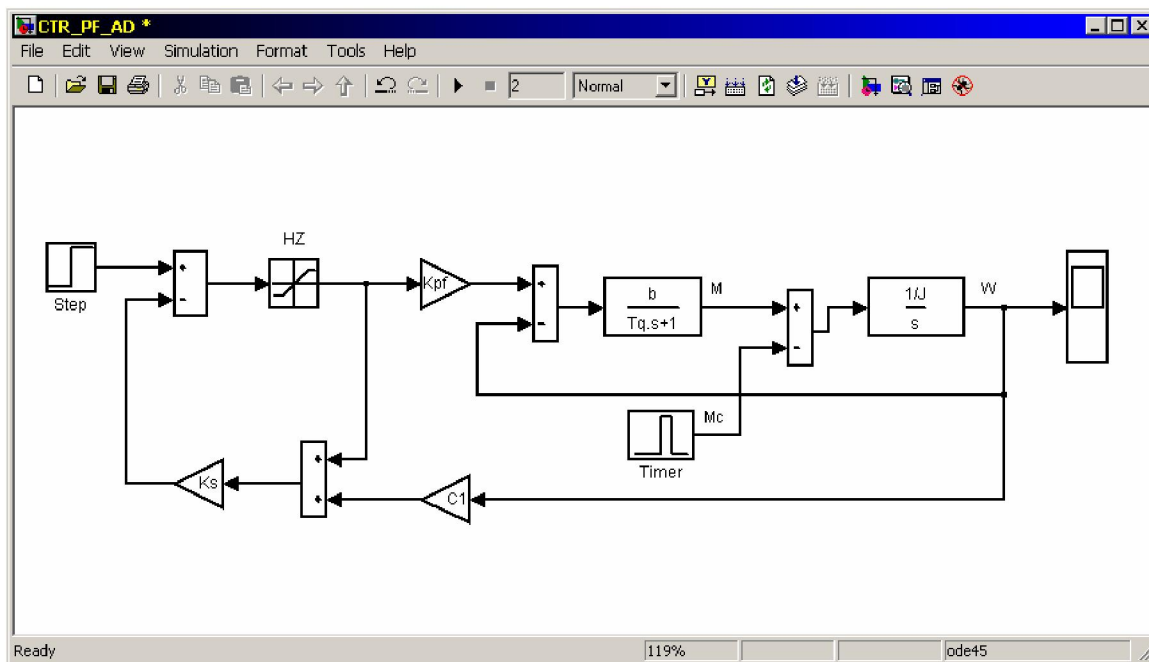 CTR_PF_AD *
File Edit View Simulation Format Tools Help
2 Normal
HZ
Step
Kpf
+
-
+
-
b
Tq.s+1
M
+
-
1/J
s
W
Mc
Timer
Ks
+
+
C1
Ready 119% ode45